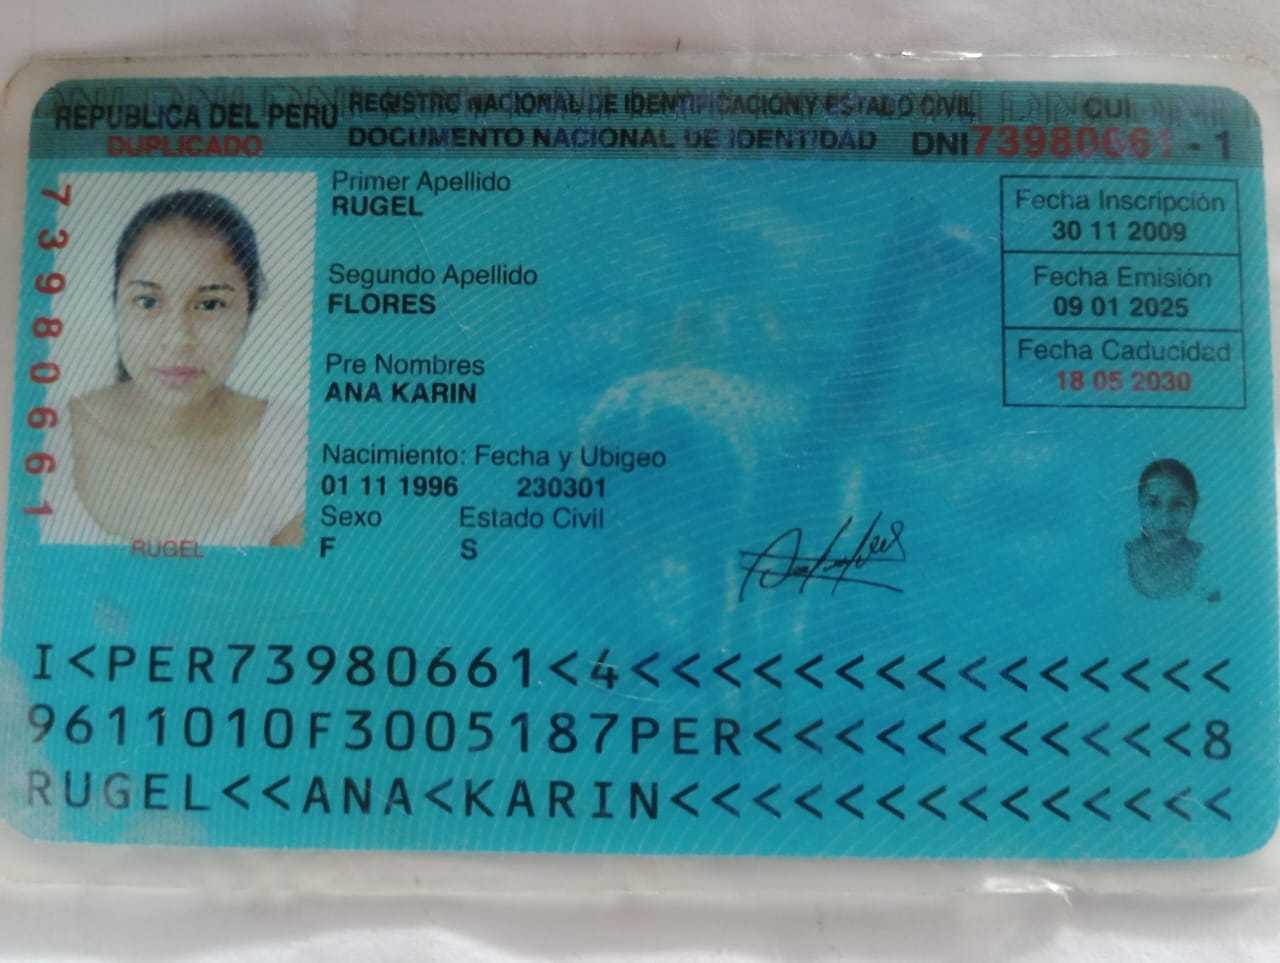 REPUBLICA DEL PERU
DUPLICADO
REGISTRO NACIONAL DE IDENTIFICACION Y ESTADO CIVIL
DOCUMENTO NACIONAL DE IDENTIDAD
CUI
DNI 73980661 - 1
73980661
RUGEL
Primer Apellido
RUGEL
Segundo Apellido
FLORES
Pre Nombres
ANA KARIN
Nacimiento: Fecha y Ubigeo
01 11 1996 230301
Sexo Estado Civil
F S
Fecha Inscripción
30 11 2009
Fecha Emisión
09 01 2025
Fecha Caducidad
18 05 2030
I<PER73980661<4<<<<<<<<<<<<<<<
9611010F3005187PER<<<<<<<<<<<8
RUGEL<<ANA<KARIN<<<<<<<<<<<<<<